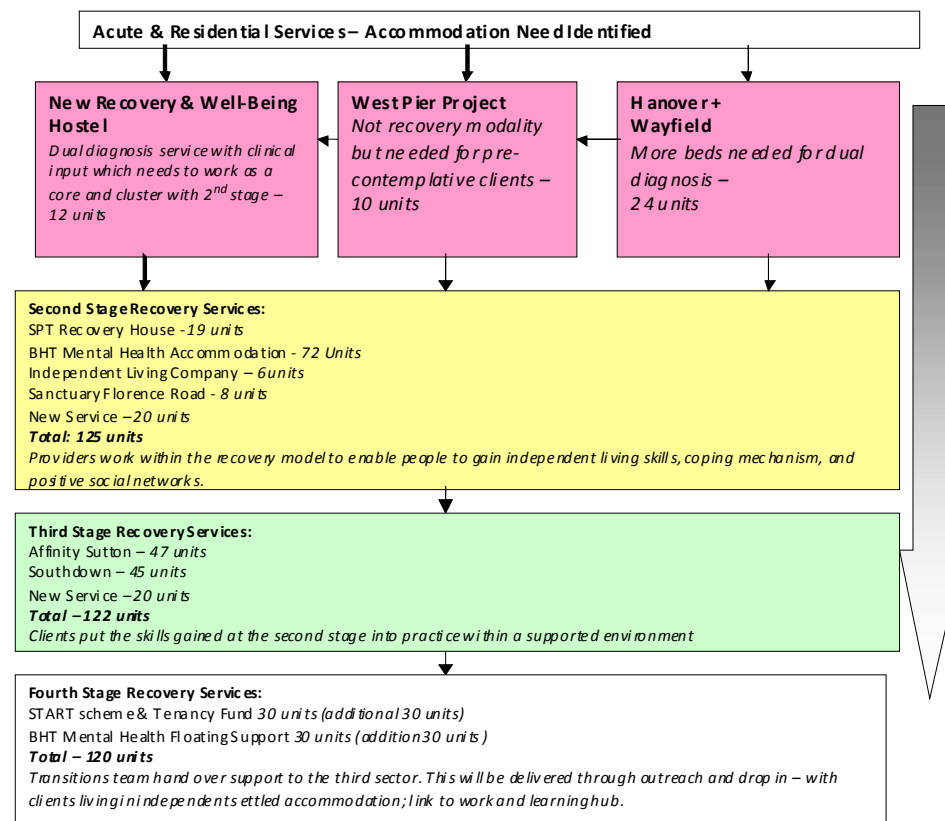 Acute & Residential Services – Accommodation Need Identified
New Recovery & Well-Being
Hostel
Dual diagnosis service with clinical
input which needs to work as a
core and cluster with 2nd stage –
12 units
West Pier Project
Not recovery modality
but needed for pre-
contemplative clients –
10 units
Hanover +
Wayfield
More beds needed for dual
diagnosis –
24 units
Second Stage Recovery Services:
SPT Recovery House - 19 units
BHT Mental Health Accommodation - 72 Units
Independent Living Company – 6 units
Sanctuary Florence Road - 8 units
New Service – 20 units
Total: 125 units
Providers work within the recovery model to enable people to gain independent living skills, coping mechanism, and
positive social networks.
Third Stage Recovery Services:
Affinity Sutton – 47 units
Southdown – 45 units
New Service – 20 units
Total – 122 units
Clients put the skills gained at the second stage into practice within a supported environment
Fourth Stage Recovery Services:
START scheme & Tenancy Fund 30 units (additional 30 units)
BHT Mental Health Floating Support 30 units (addition 30 units )
Total – 120 units
Transitions team hand over support to the third sector. This will be delivered through outreach and drop in – with
clients living in independent settled accommodation; link to work and learning hub.